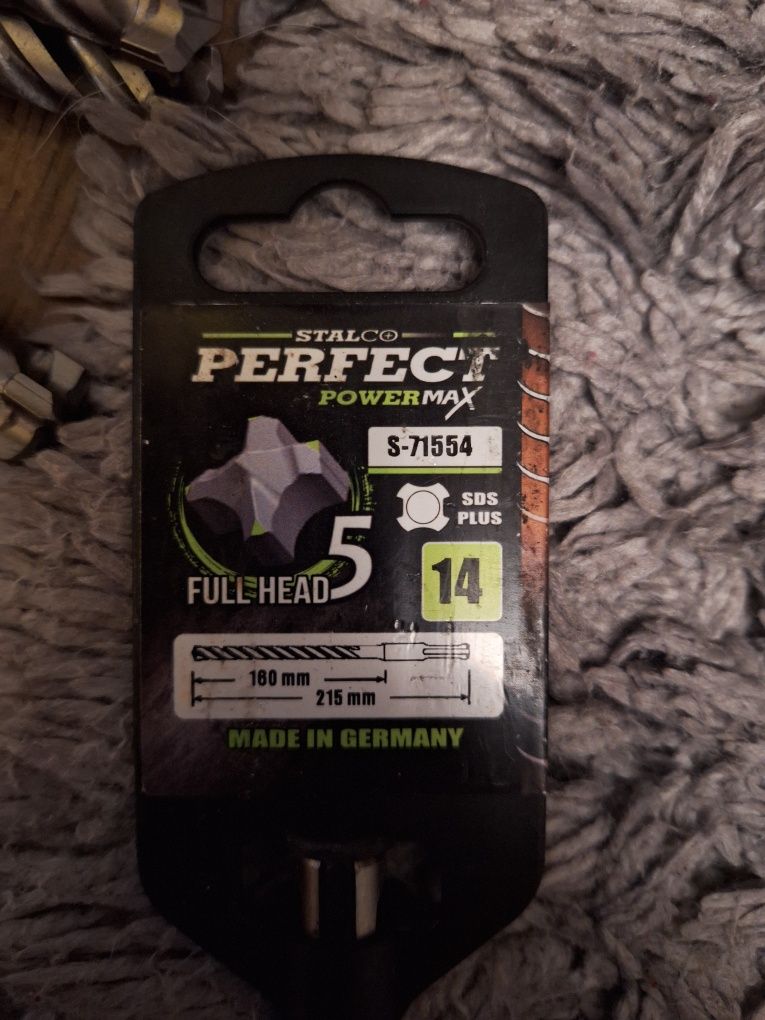 STALCO
PERFECT
POWERMAX
S-71554
SDS
PLUS
FULL HEAD 5
14
160 mm
215 mm
MADE IN GERMANY